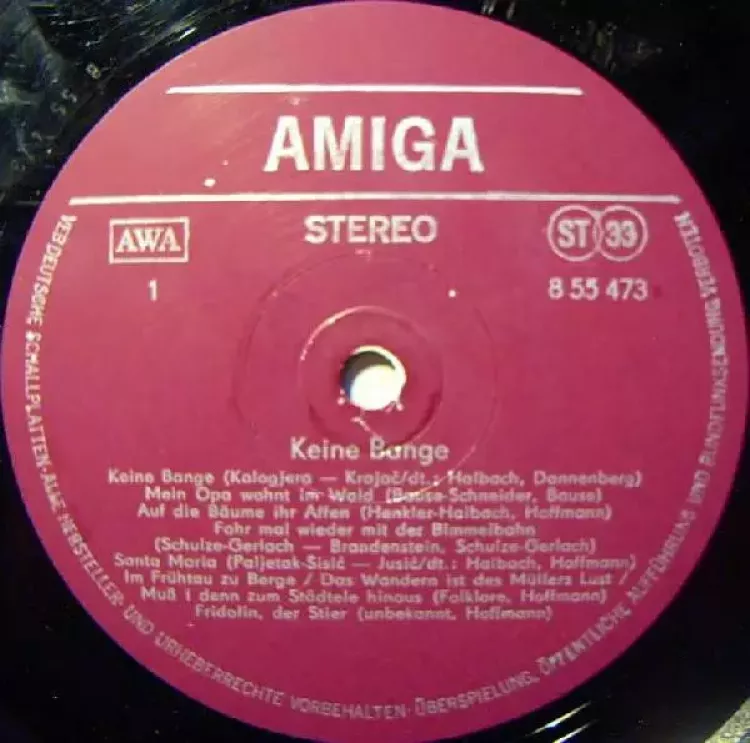 AMIGA
AWA
STEREO
ST 33
1
8 55 473
Keine Bange
Keine Bange (Kalogjera — Krajač/dt.: Halbach, Dannenberg)
Mein Opa wohnt im Wald (Bause-Schneider, Bause)
Auf die Bäume ihr Affen (Henkler-Halbach, Hoffmann)
Fahr mal wieder mit der Bimmelbahn
(Schulze-Gerlach — Brandenstein, Schulze-Gerlach)
Santa Maria (Paljetak-Sisić — Jusić/dt.: Halbach, Hoffmann)
Im Frühtau zu Berge / Das Wandern ist des Müllers Lust /
Muß i denn zum Städtele hinaus (Folklore, Hoffmann)
Fridolin, der Stier (unbekannt, Hoffmann)
VEB DEUTSCHE SCHALLPLATTEN · ALLE HERSTELLER- UND URHEBERRECHTE VORBEHALTEN · ÜBERSPIELUNG, ÖFFENTLICHE AUFFÜHRUNG UND RUNDFUNKSENDUNG VERBOTEN